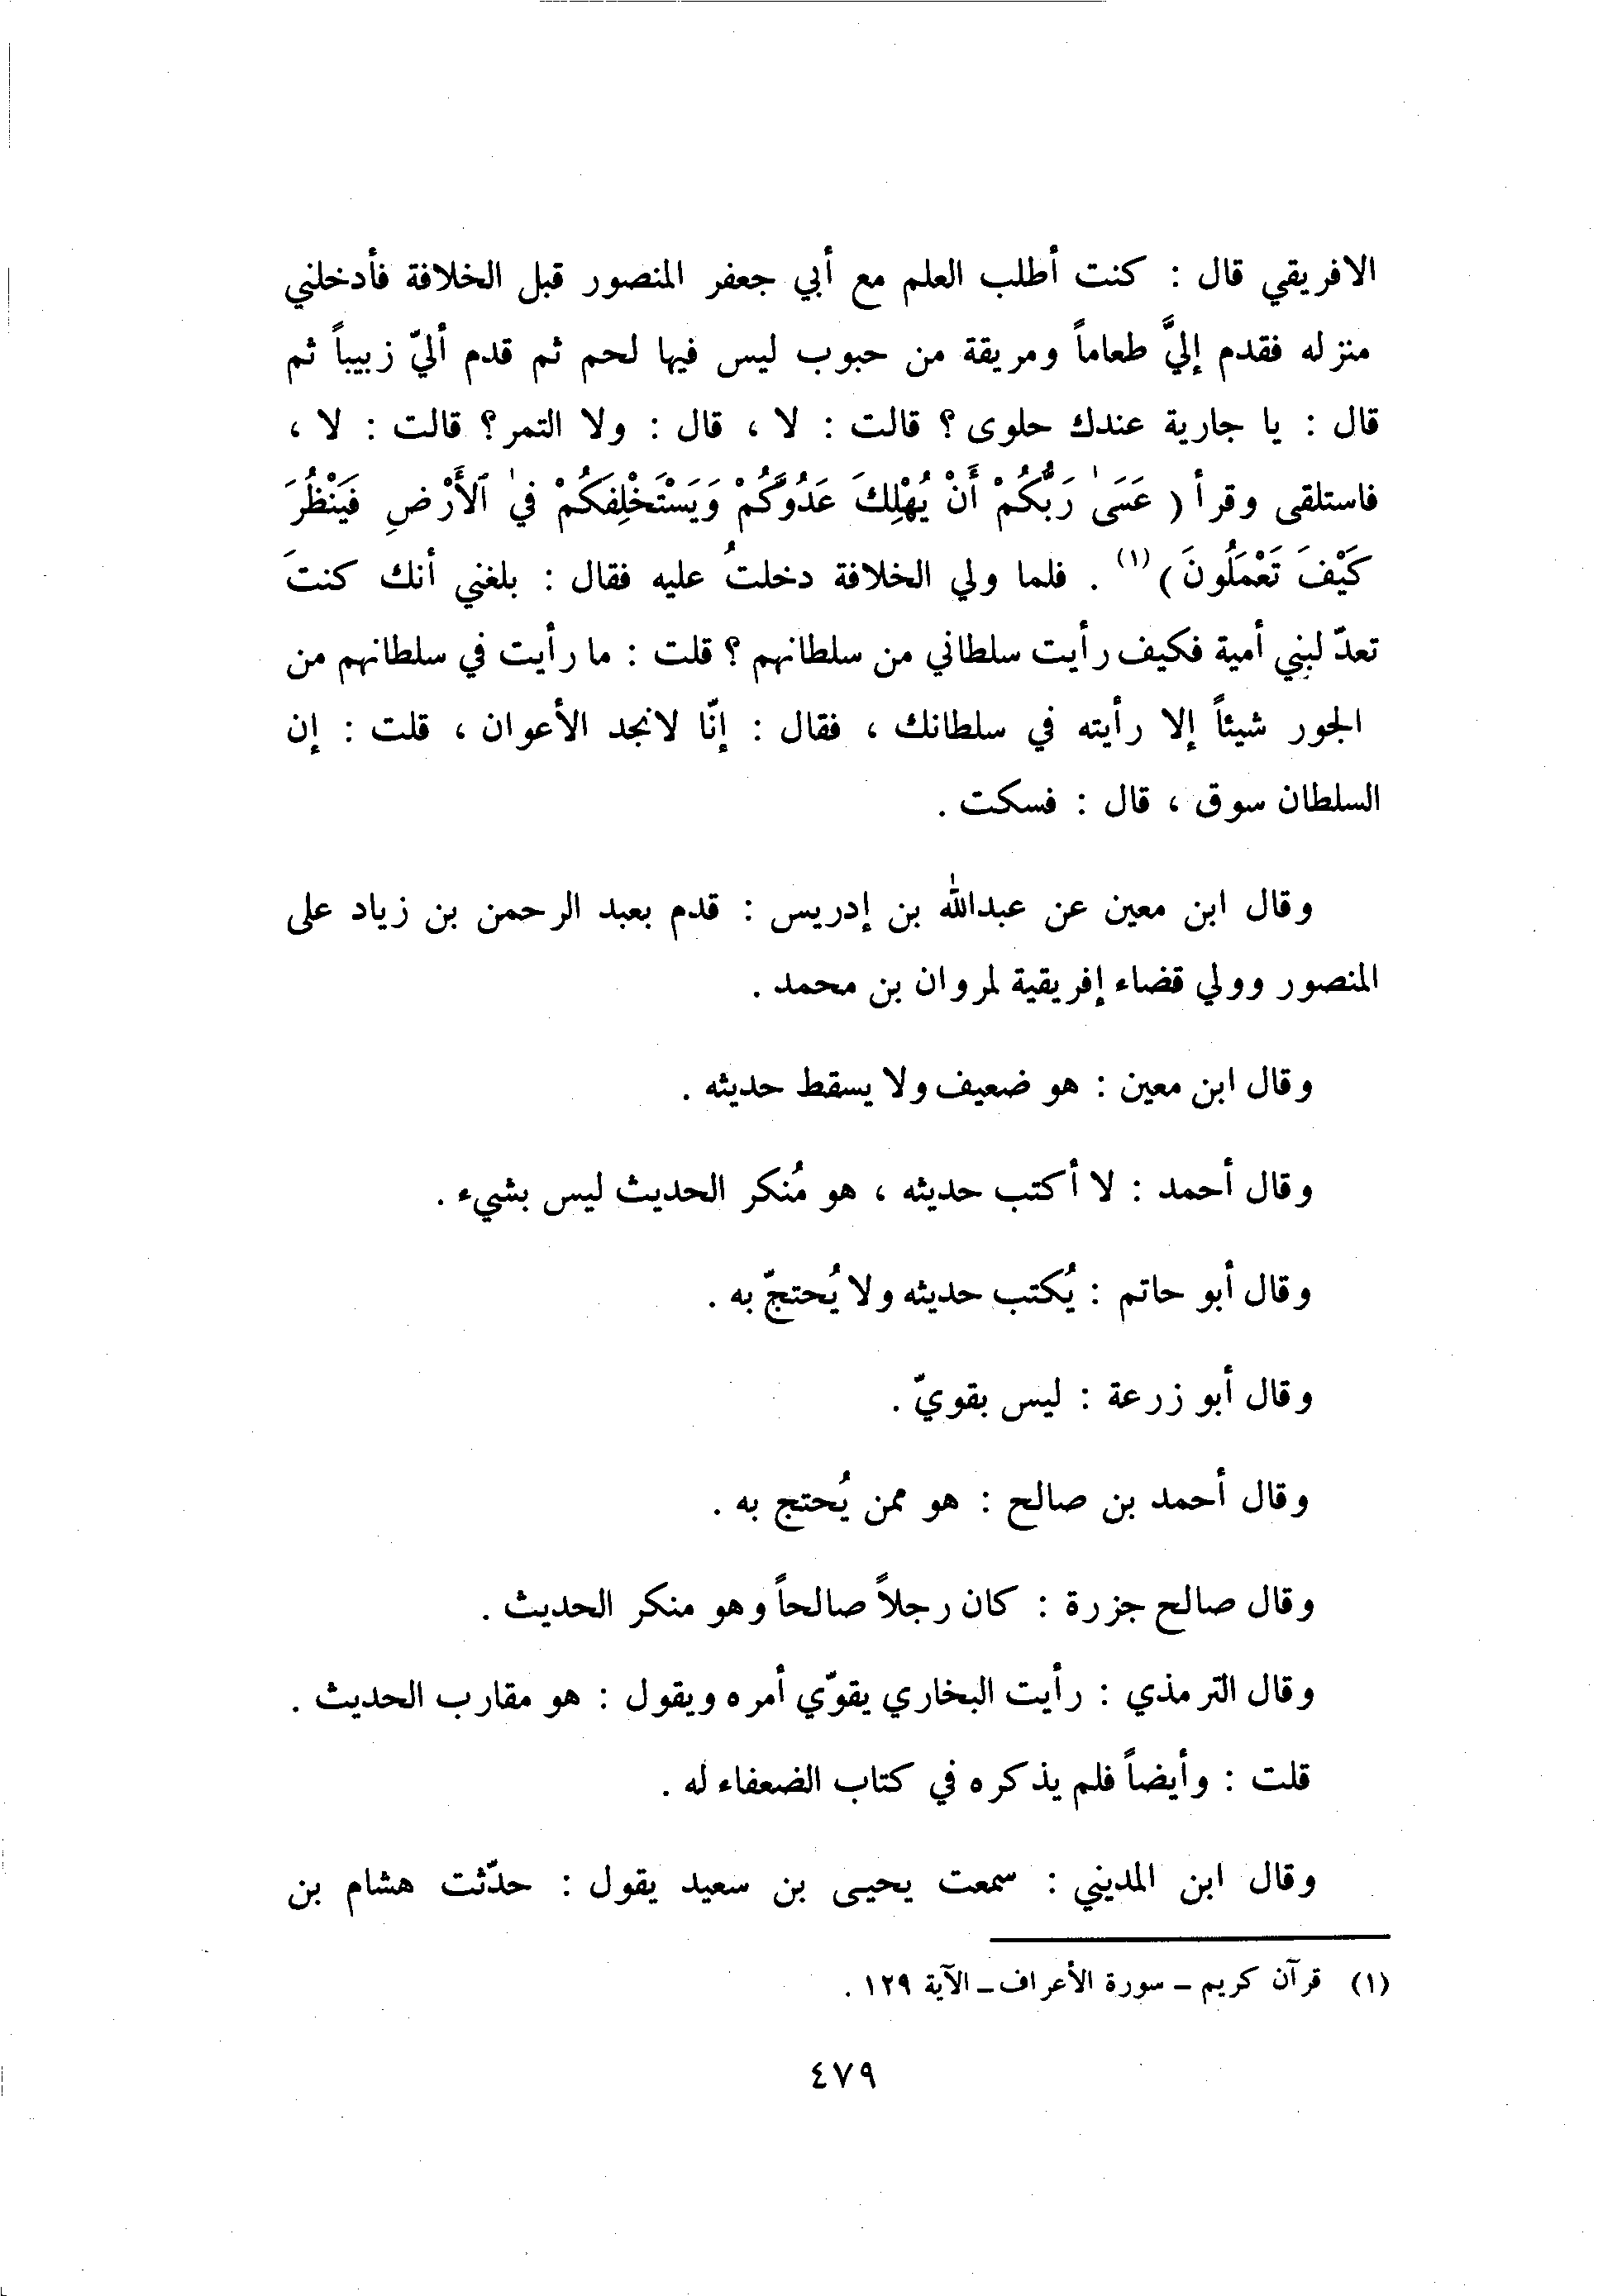 الافريقي قال : كنت أطلب العلم مع أبي جعفر المنصور قبل الخلافة فأدخلني
منزله فقدم إليَّ طعاماً ومريقة من حبوب ليس فيها لحم ثم قدم أليّ زبيباً ثم
قال : يا جارية عندك حلوى ؟ قالت : لا ، قال : ولا التمر ؟ قالت : لا ،
فاستلقى وقرأ ( عَسَىٰ رَبُّكُمْ أَنْ يُهْلِكَ عَدُوَّكُمْ وَيَسْتَخْلِفَكُمْ فِي ٱلأَرْضِ فَيَنْظُرَ
كَيْفَ تَعْمَلُونَ ) (١) . فلما ولي الخلافة دخلتُ عليه فقال : بلغني أنك كنتَ
تعدّ لبني أمية فكيف رأيت سلطاني من سلطانهم ؟ قلت : ما رأيت في سلطانهم من
الجور شيئاً إلا رأيته في سلطانك ، فقال : إنّا لا نجد الأعوان ، قلت : إن
السلطان سوق ، قال : فسكت .
وقال ابن معين عن عبدالله بن إدريس : قدم بعبد الرحمن بن زياد على
المنصور وولي قضاء إفريقية لمروان بن محمد .
وقال ابن معين : هو ضعيف ولا يسقط حديثه .
وقال أحمد : لا أكتب حديثه ، هو مُنكر الحديث ليس بشيء .
وقال أبو حاتم : يُكتب حديثه ولا يُحتجّ به .
وقال أبو زرعة : ليس بقويّ .
وقال أحمد بن صالح : هو ممن يُحتج به .
وقال صالح جزرة : كان رجلاً صالحاً وهو منكر الحديث .
وقال الترمذي : رأيت البخاري يقوّي أمره ويقول : هو مقارب الحديث .
قلت : وأيضاً فلم يذكره في كتاب الضعفاء له .
وقال ابن المديني : سمعت يحيى بن سعيد يقول : حدّثت هشام بن
(١) قرآن كريم - سورة الأعراف - الآية ١٢٩ .
٤٧٩